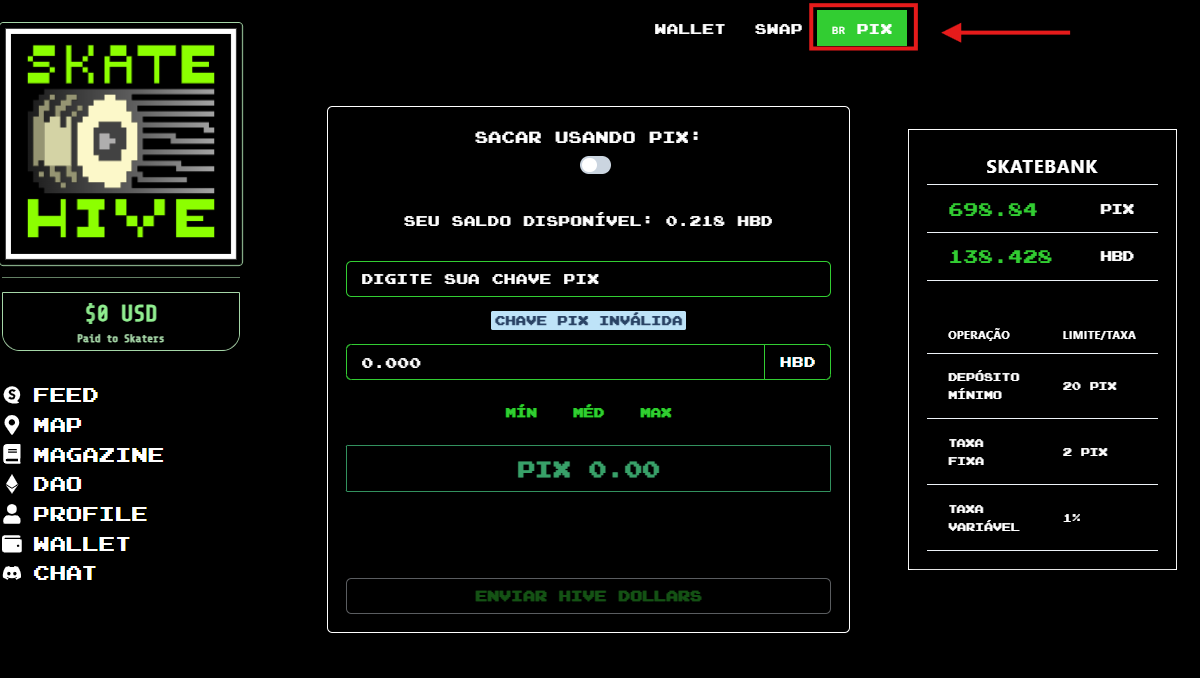 SKATE
HIVE
$0 USD
Paid to Skaters
FEED
MAP
MAGAZINE
DAO
PROFILE
WALLET
CHAT
WALLET SWAP BR PIX
SACAR USANDO PIX:
SEU SALDO DISPONÍVEL: 0.218 HBD
DIGITE SUA CHAVE PIX
CHAVE PIX INVÁLIDA
0.000 HBD
MÍN MÉD MAX
PIX 0.00
ENVIAR HIVE DOLLARS
SKATEBANK
698.84 PIX
138.428 HBD
OPERAÇÃO LIMITE/TAXA
DEPÓSITO
MÍNIMO
20 PIX
TAXA
FIXA
2 PIX
TAXA
VARIÁVEL
1%